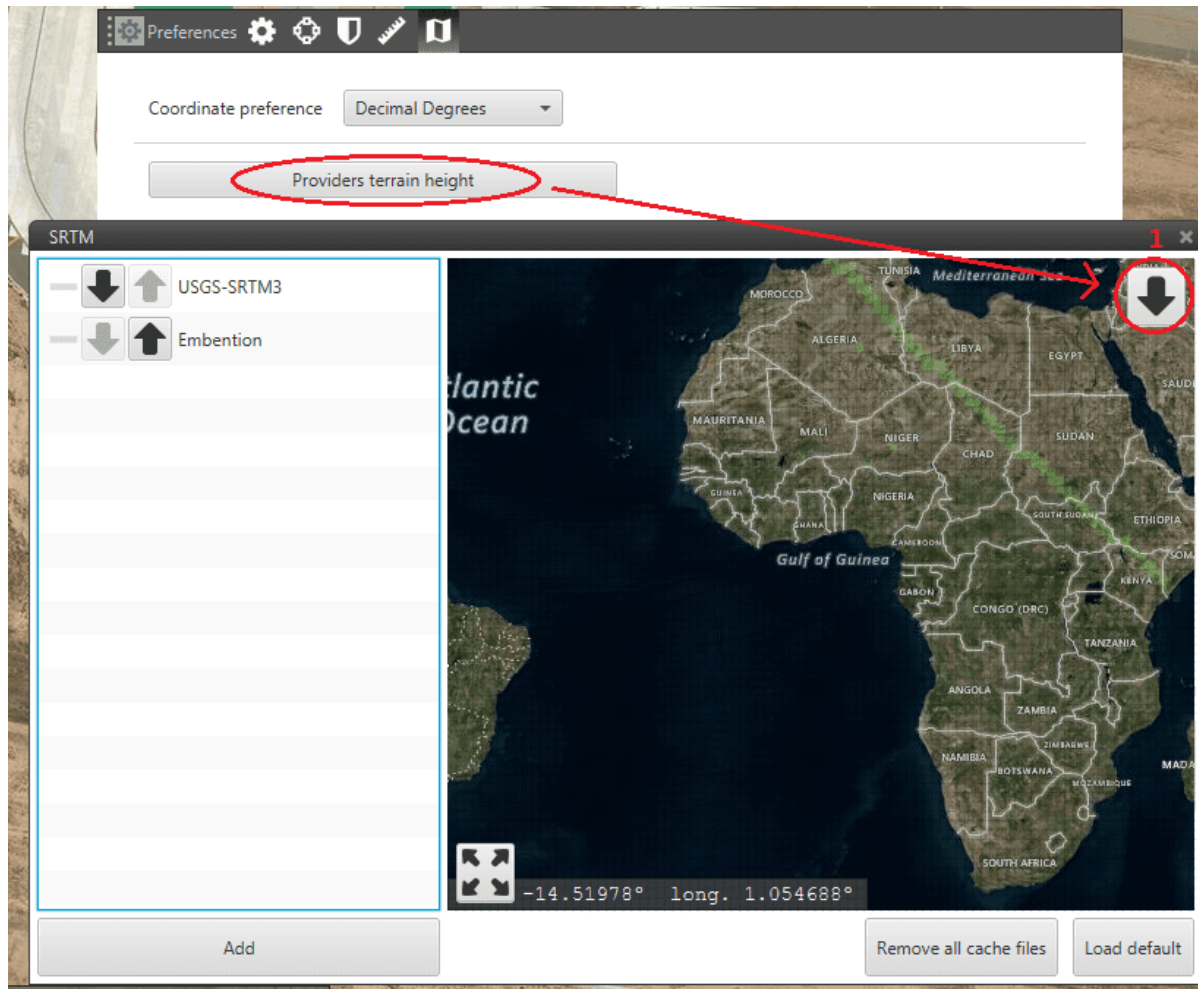 Preferences
Coordinate preference Decimal Degrees
Providers terrain height
SRTM 1
USGS-SRTM3
Embention
TUNISIA Mediterranean Sea
MOROCCO
ALGERIA LIBYA EGYPT
SAUDI
tlantic
Ocean
MAURITANIA MALI NIGER CHAD SUDAN
GUINEA NIGERIA SOUTH SUDAN ETHIOPIA
GHANA CAMEROON SOM
Gulf of Guinea
GABON KENYA
CONGO (DRC)
TANZANIA
ANGOLA
ZAMBIA
ZIMBABWE
NAMIBIA BOTSWANA MADA
MOZAMBIQUE
SOUTH AFRICA
-14.51978° long. 1.054688°
Add Remove all cache files Load default